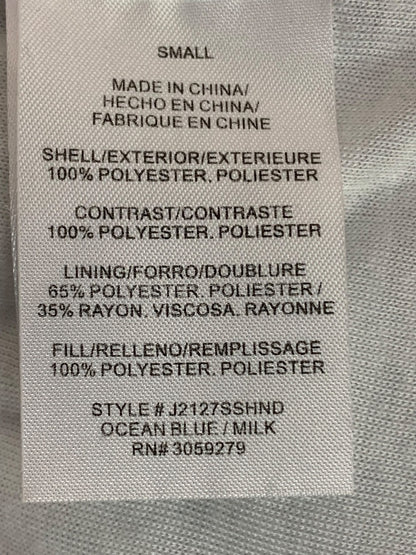 SMALL
MADE IN CHINA/
HECHO EN CHINA/
FABRIQUE EN CHINE
SHELL/EXTERIOR/EXTERIEURE
100% POLYESTER. POLIESTER
CONTRAST/CONTRASTE
100% POLYESTER. POLIESTER
LINING/FORRO/DOUBLURE
65% POLYESTER. POLIESTER /
35% RAYON. VISCOSA. RAYONNE
FILL/RELLENO/REMPLISSAGE
100% POLYESTER. POLIESTER
STYLE # J2127SSHND
OCEAN BLUE / MILK
RN# 3059279